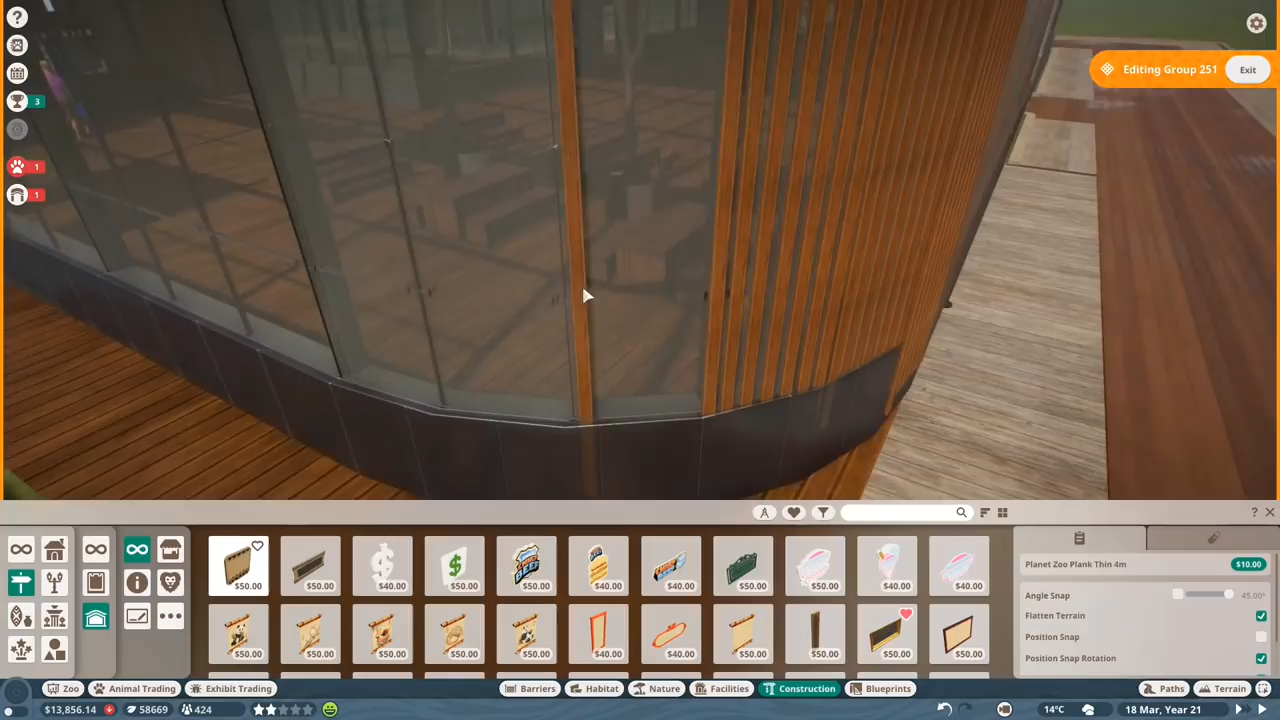 ?
Editing Group 251
Exit
3
1
1
?
$50.00
$50.00
$40.00
$50.00
$50.00
$40.00
$40.00
$50.00
$50.00
$40.00
$40.00
Planet Zoo Plank Thin 4m
$10.00
Angle Snap
45.00°
Flatten Terrain
Position Snap
Position Snap Rotation
$50.00
$50.00
$50.00
$50.00
$50.00
$40.00
$40.00
$50.00
$50.00
$50.00
$50.00
Zoo
Animal Trading
Exhibit Trading
Barriers
Habitat
Nature
Facilities
Construction
Blueprints
Paths
Terrain
$13,856.14
58669
424
14°C
18 Mar, Year 21